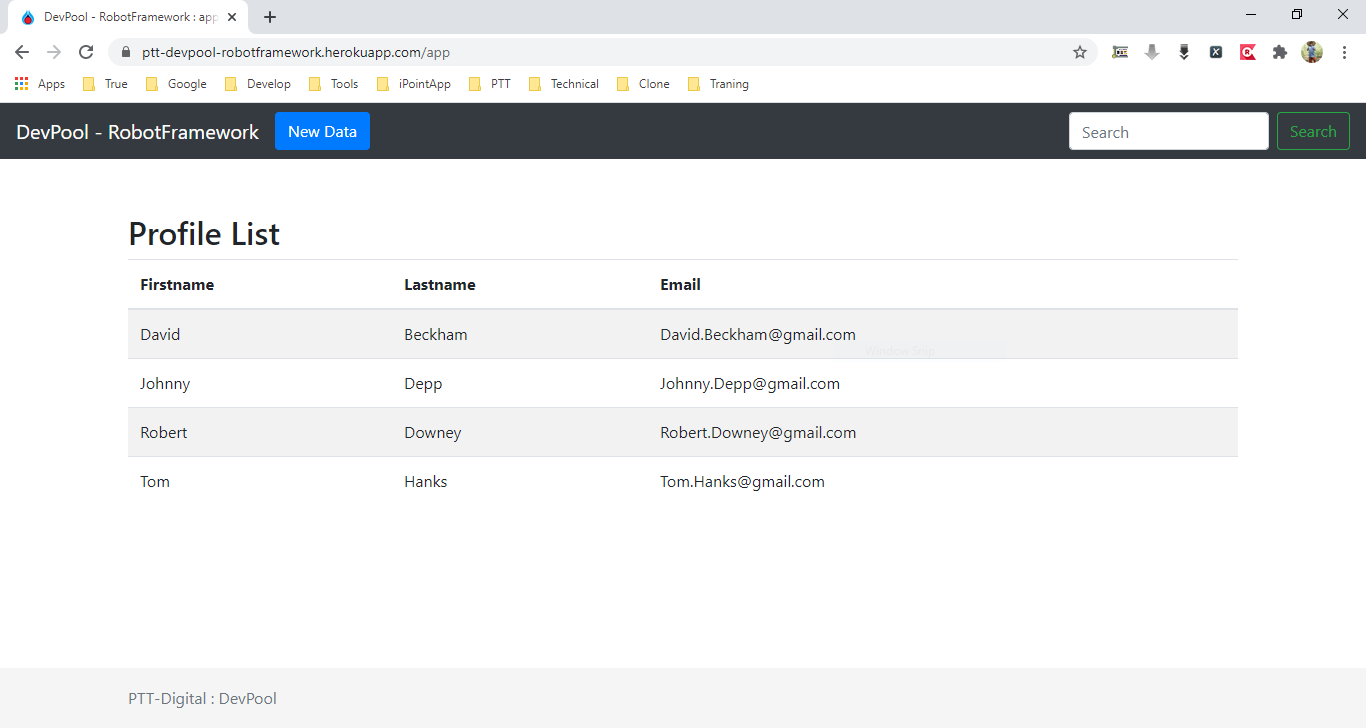 DevPool - RobotFramework : app
ptt-devpool-robotframework.herokuapp.com/app
Apps True Google Develop Tools iPointApp PTT Technical Clone Traning
DevPool - RobotFramework New Data Search Search
Profile List
Firstname Lastname Email
David Beckham David.Beckham@gmail.com
Window Snip
Johnny Depp Johnny.Depp@gmail.com
Robert Downey Robert.Downey@gmail.com
Tom Hanks Tom.Hanks@gmail.com
PTT-Digital : DevPool